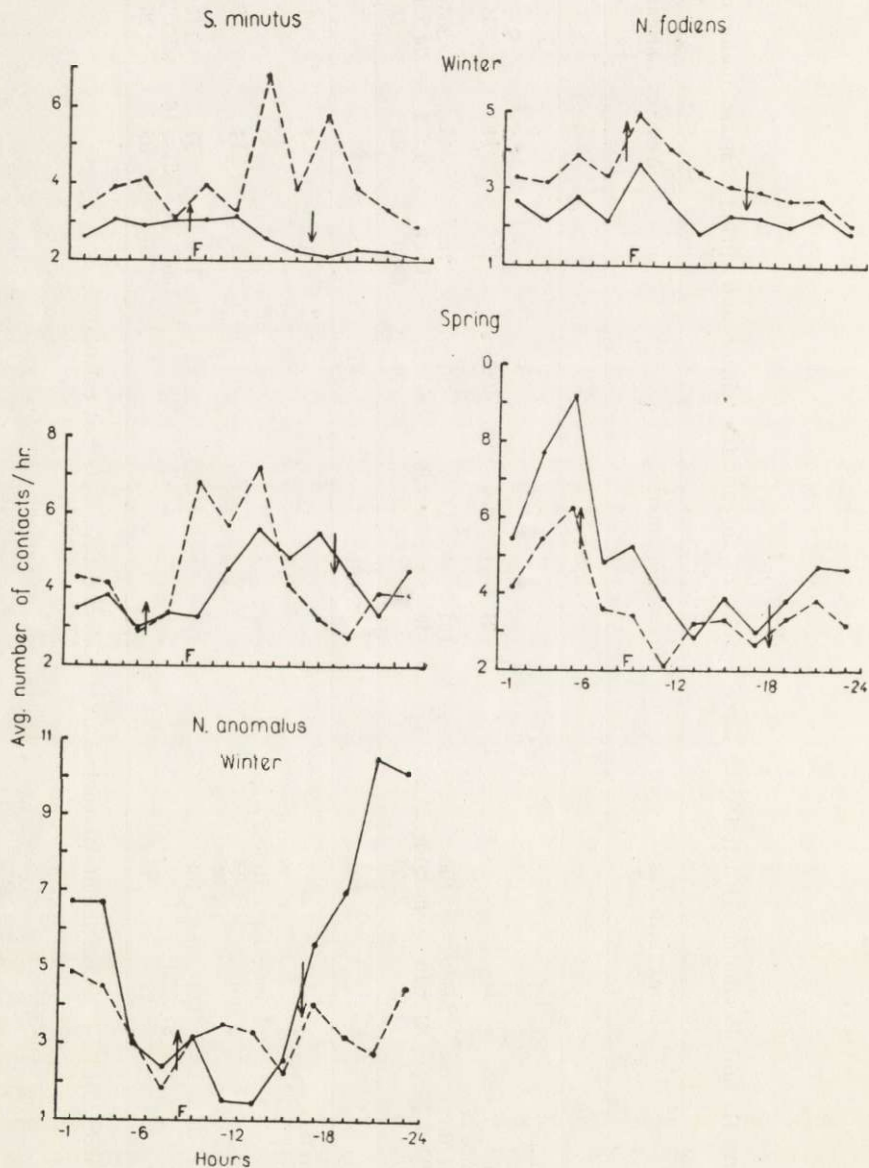 S. minutus
N. fodiens
Winter
6
4
2
F
5
3
1
F
Spring
Avg. number of contacts/hr.
8
6
4
2
F
0
8
6
4
2
F
-1 -6 -12 -18 -24
N. anomalus
Winter
11
9
7
5
3
1
F
-1 -6 -12 -18 -24
Hours